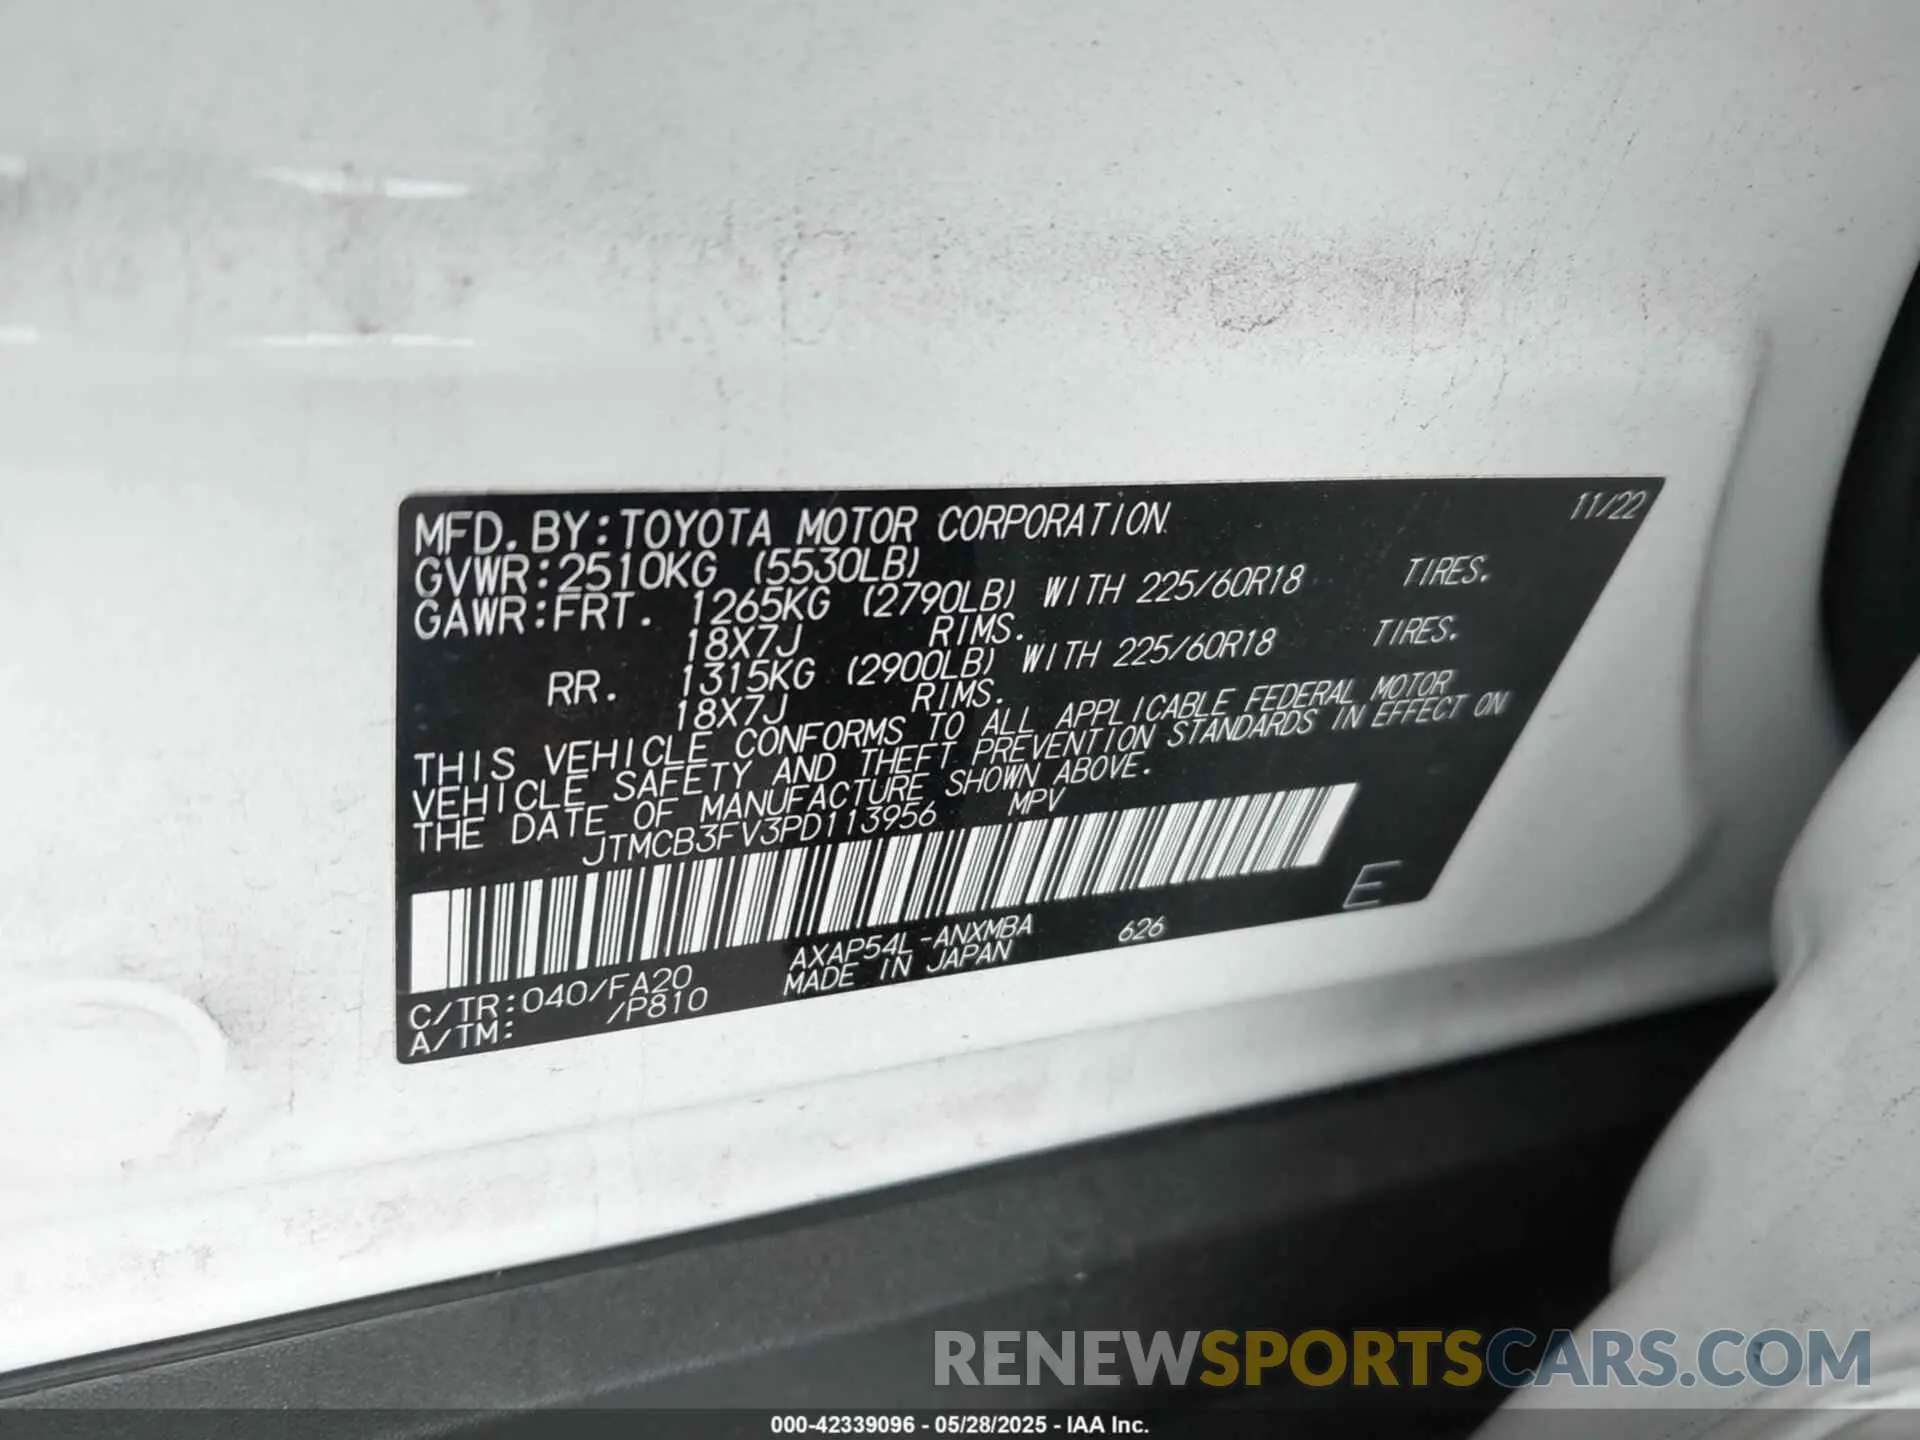 MFD. BY: TOYOTA MOTOR CORPORATION 11/22
GVWR: 2510KG (5530LB)
GAWR: FRT. 1265KG (2790LB) WITH 225/60R18 TIRES.
18X7J RIMS.
RR. 1315KG (2900LB) WITH 225/60R18 TIRES.
18X7J RIMS.
THIS VEHICLE CONFORMS TO ALL APPLICABLE FEDERAL MOTOR
VEHICLE SAFETY AND THEFT PREVENTION STANDARDS IN EFFECT ON
THE DATE OF MANUFACTURE SHOWN ABOVE.
JTMCB3FV3PD113956 MPV
E
C/TR: 040/FA20 AXAP54L-ANXMBA 626
A/TM: /P810 MADE IN JAPAN
RENEWSPORTSCARS.COM
000-42339096 - 05/28/2025 - IAA Inc.